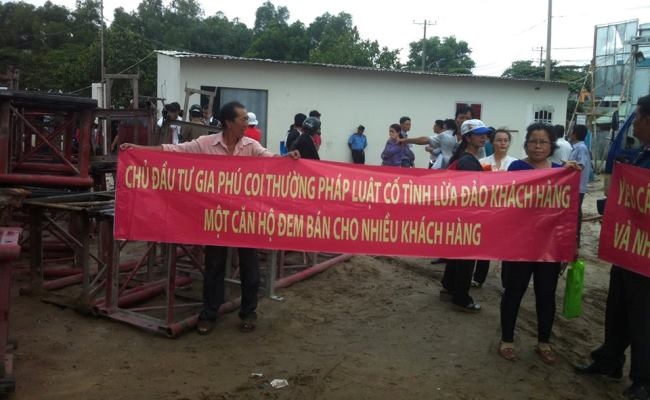 CHỦ ĐẦU TƯ GIA PHÚ COI THƯỜNG PHÁP LUẬT CỐ TÌNH LỪA ĐẢO KHÁCH HÀNG
MỘT CĂN HỘ ĐEM BÁN CHO NHIỀU KHÁCH HÀNG
YÊU CẦ
VÀ NH